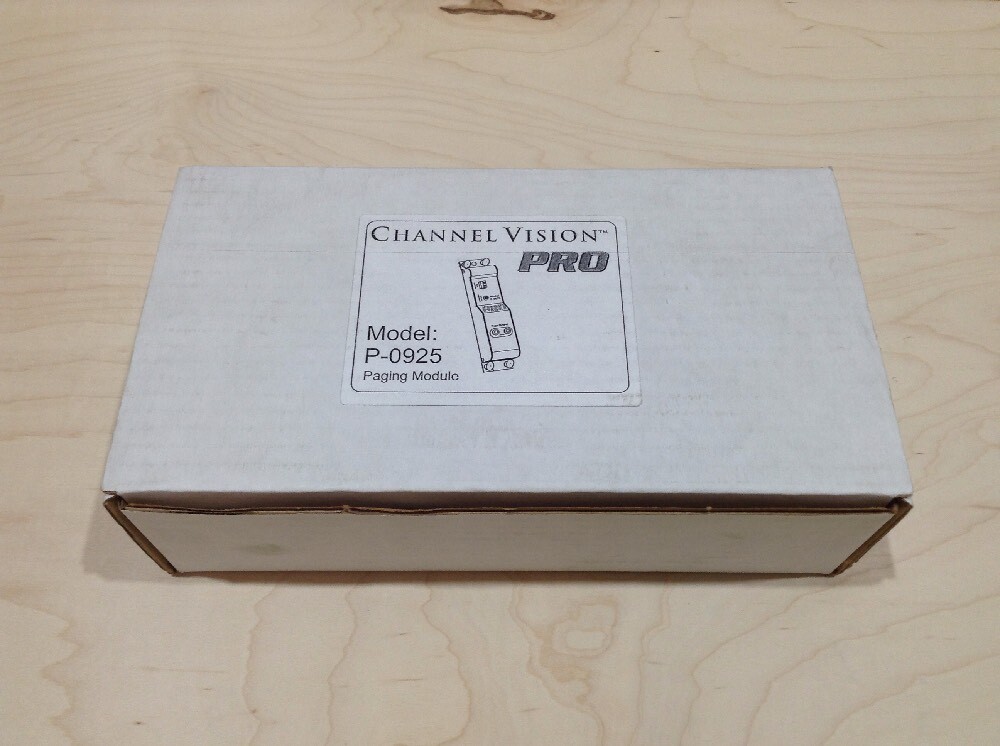 CHANNEL VISION™
PRO
Model:
P-0925
Paging Module